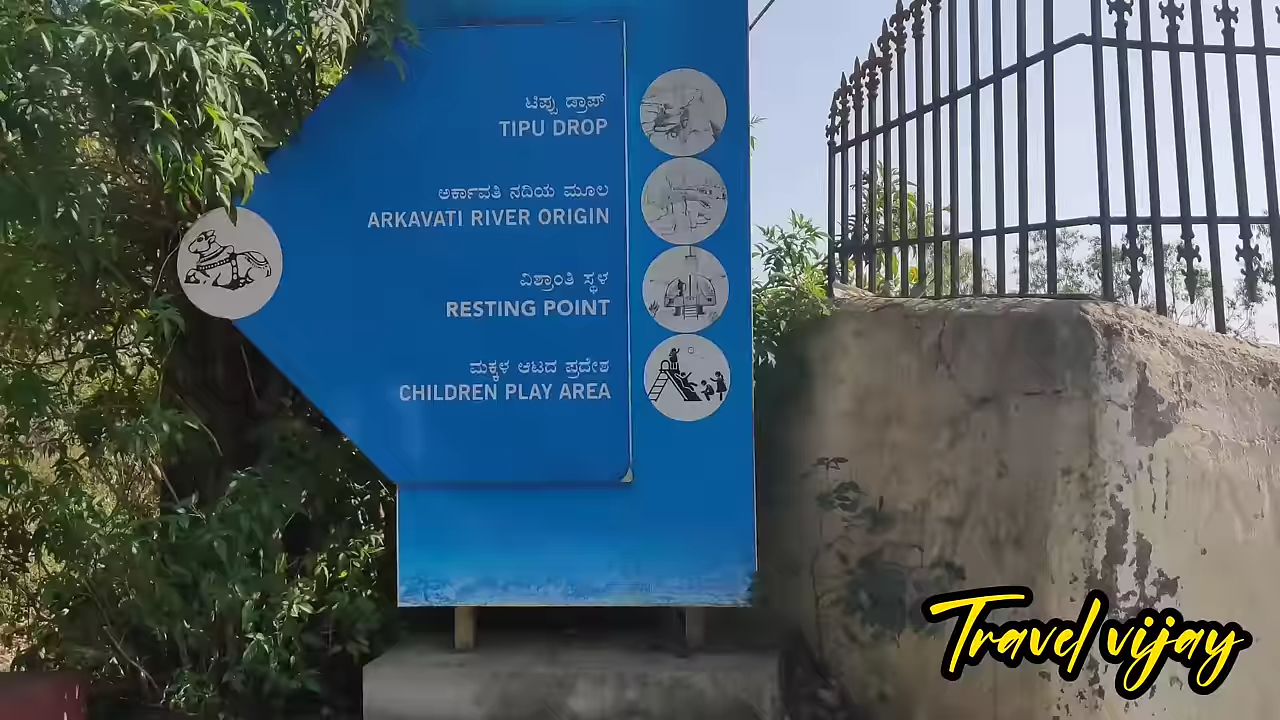 ಟಿಪ್ಪು ಡ್ರಾಪ್
TIPU DROP
ಅರ್ಕಾವತಿ ನದಿಯ ಮೂಲ
ARKAVATI RIVER ORIGIN
ವಿಶ್ರಾಂತಿ ಸ್ಥಳ
RESTING POINT
ಮಕ್ಕಳ ಆಟದ ಪ್ರದೇಶ
CHILDREN PLAY AREA
Travel vijay